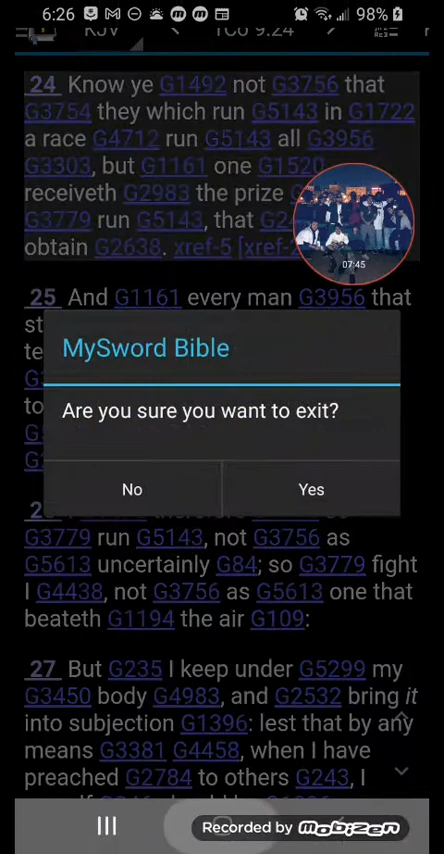 6:26 98%
KJV 1Co 9:24
24 Know ye G1492 not G3756 that
G3754 they which run G5143 in G1722
a race G4712 run G5143 all G3956
G3303, but G1161 one G1520
receiveth G2983 the prize
G3779 run G5143, that
obtain G2638. xref-5 [xref-
07:45
25 And G1161 every man G3956 that
MySword Bible
Are you sure you want to exit?
No Yes
G3779 run G5143, not G3756 as
G5613 uncertainly G84; so G3779 fight
I G4438, not G3756 as G5613 one that
beateth G1194 the air G109:
27 But G235 I keep under G5299 my
G3450 body G4983, and G2532 bring it
into subjection G1396: lest that by any
means G3381 G4458, when I have
preached G2784 to others G243, I
Recorded by mobizen